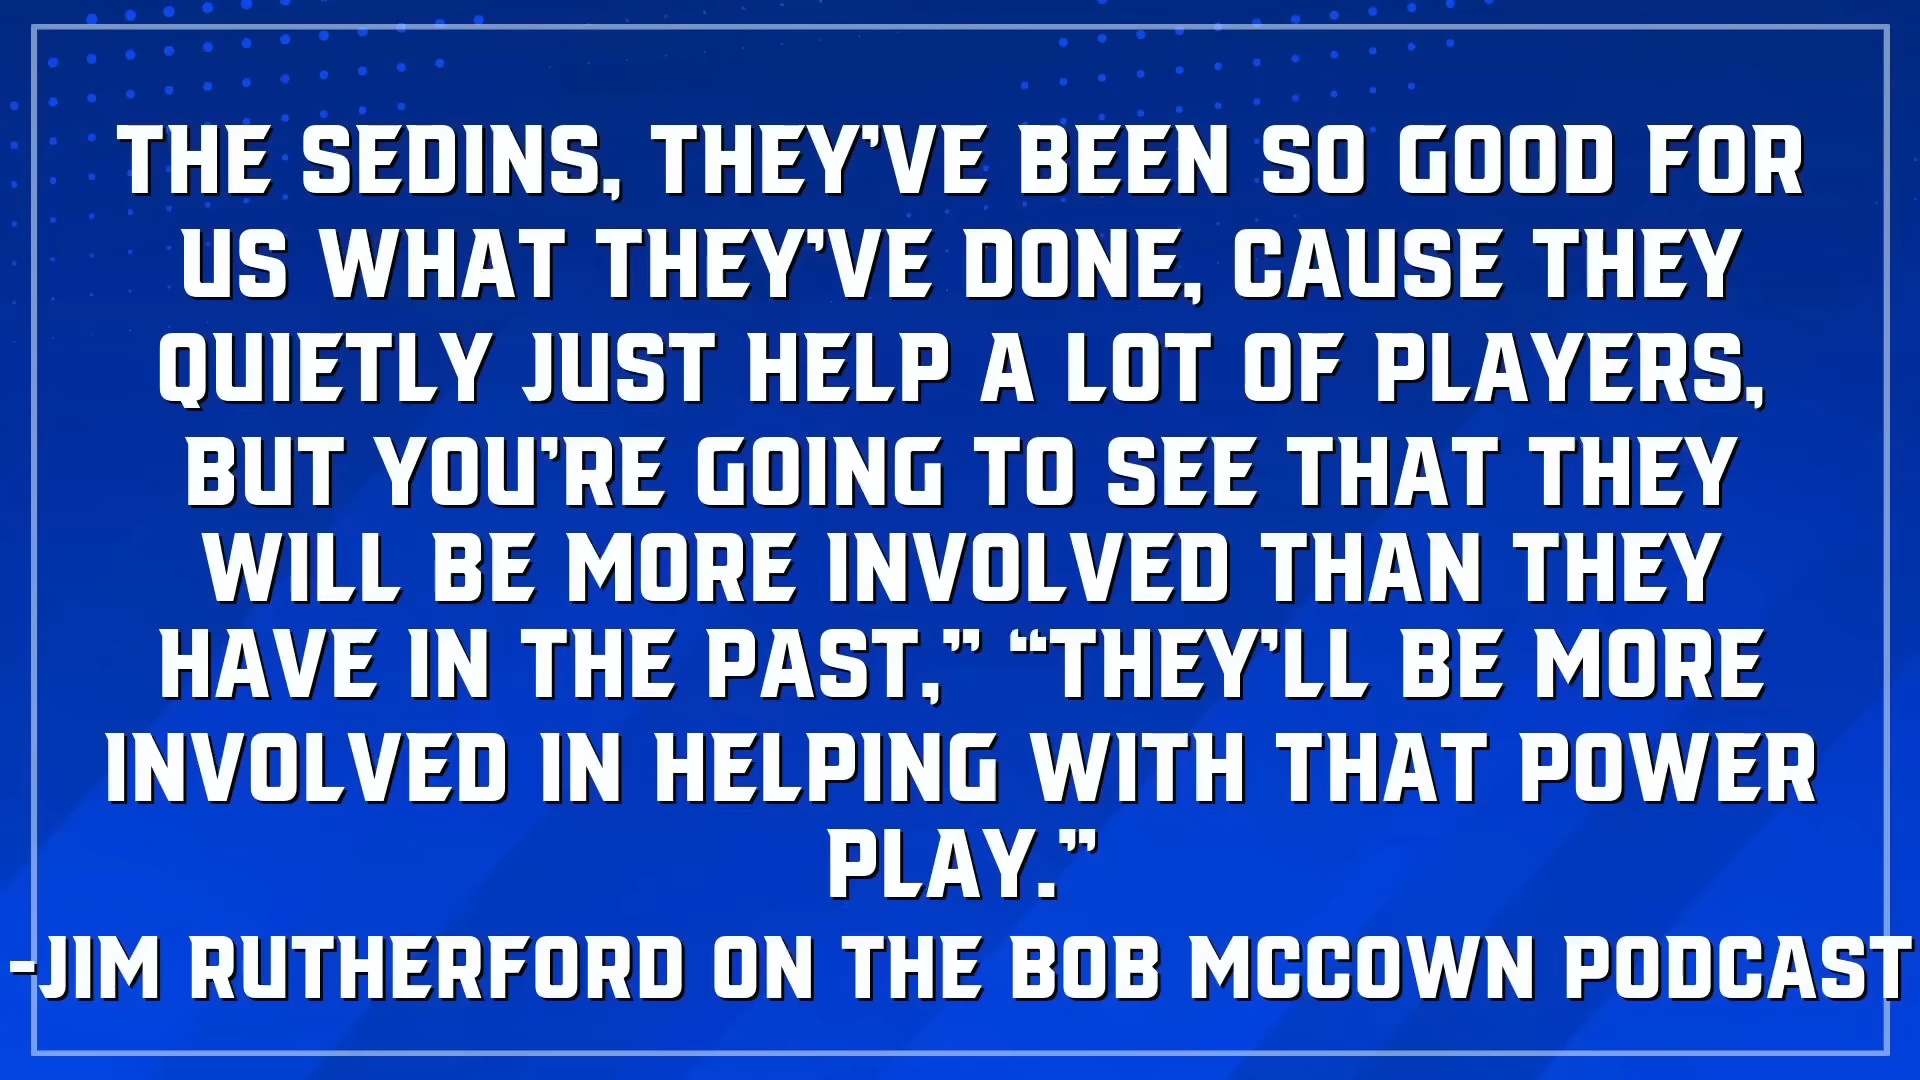 THE SEDINS, THEY’VE BEEN SO GOOD FOR
US WHAT THEY’VE DONE, CAUSE THEY
QUIETLY JUST HELP A LOT OF PLAYERS,
BUT YOU’RE GOING TO SEE THAT THEY
WILL BE MORE INVOLVED THAN THEY
HAVE IN THE PAST,” “THEY’LL BE MORE
INVOLVED IN HELPING WITH THAT POWER
PLAY.”
-JIM RUTHERFORD ON THE BOB MCCOWN PODCAST